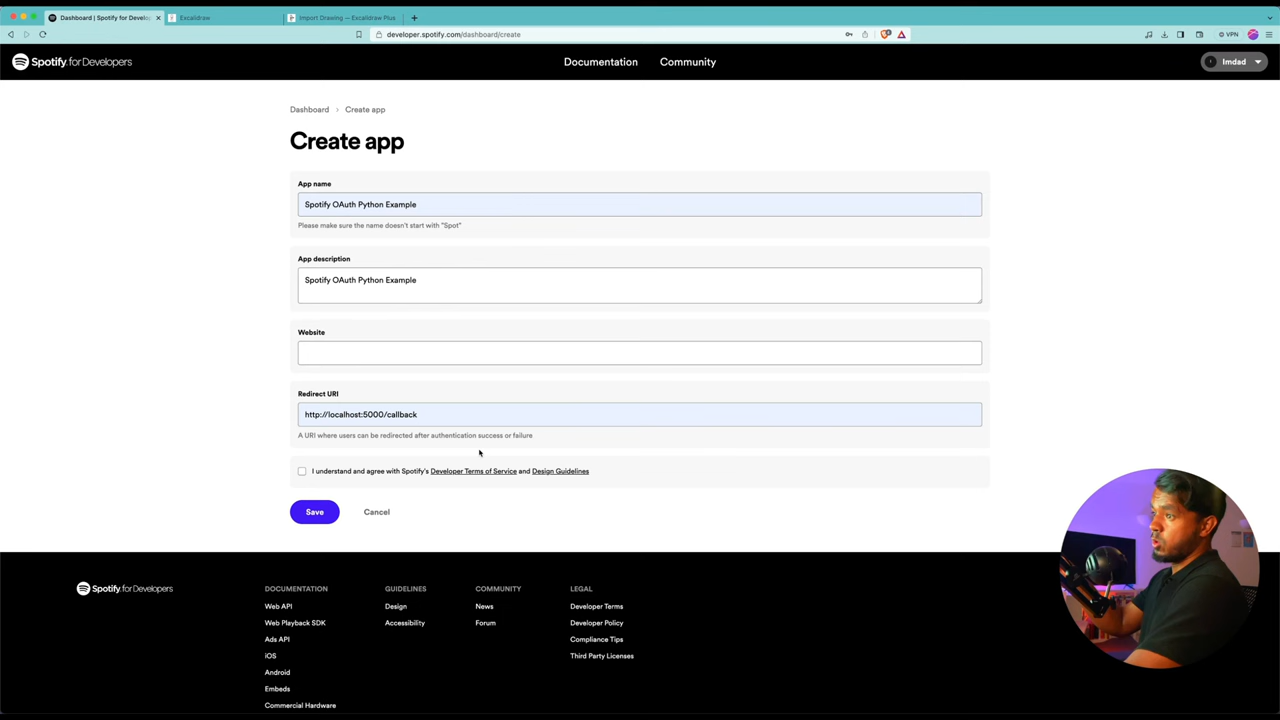 Dashboard | Spotify for Develo
Excalidraw
Import Drawing — Excalidraw Plus
developer.spotify.com/dashboard/create
VPN
Spotify for Developers
Documentation
Community
Imdad
Dashboard > Create app
Create app
App name
Spotify OAuth Python Example
Please make sure the name doesn't start with "Spot"
App description
Spotify OAuth Python Example
Website
Redirect URI
http://localhost:5000/callback
A URI where users can be redirected after authentication success or failure
I understand and agree with Spotify's Developer Terms of Service and Design Guidelines
Save
Cancel
Spotify for Developers
DOCUMENTATION
Web API
Web Playback SDK
Ads API
iOS
Android
Embeds
Commercial Hardware
GUIDELINES
Design
Accessibility
COMMUNITY
News
Forum
LEGAL
Developer Terms
Developer Policy
Compliance Tips
Third Party Licenses